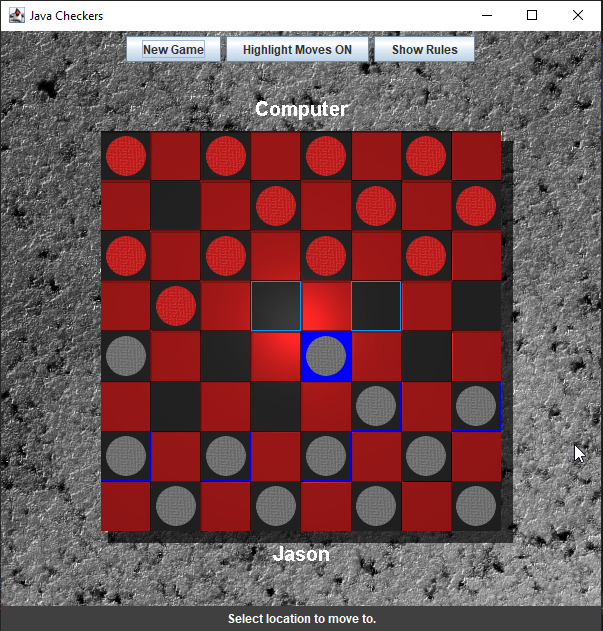 Java Checkers
New Game
Highlight Moves ON
Show Rules
Computer
Jason
Select location to move to.